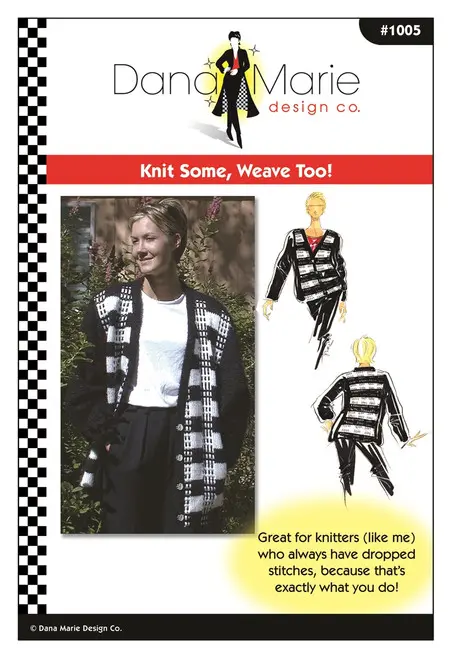 #1005
Dana Marie
design co.
Knit Some, Weave Too!
Great for knitters (like me)
who always have dropped
stitches, because that's
exactly what you do!
© Dana Marie Design Co.